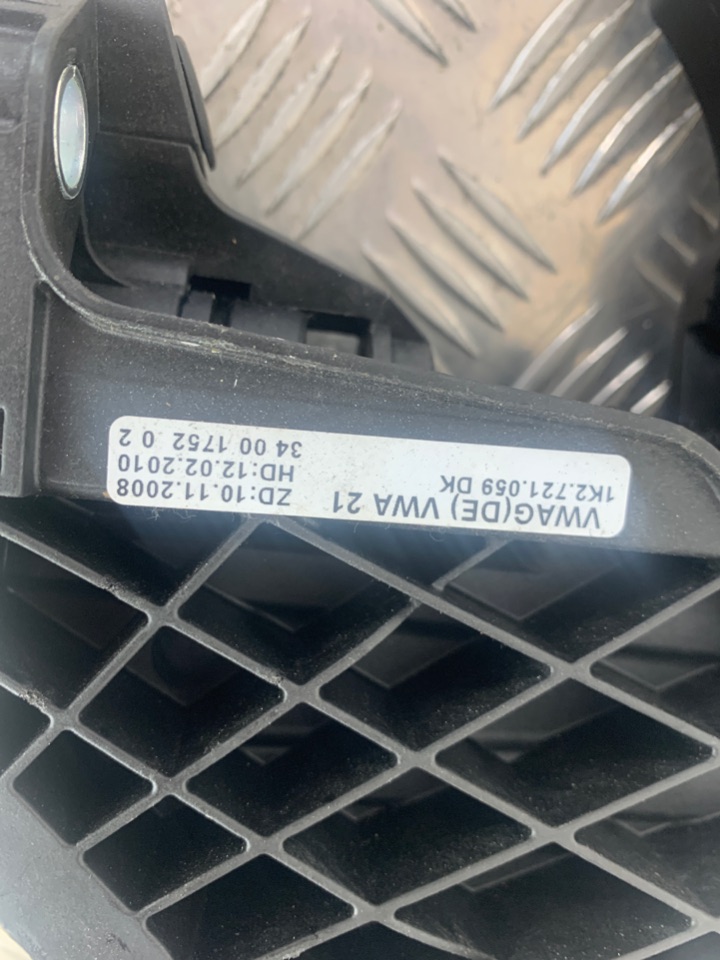 VWAG(DE) VWA 21
1K2.721.059 DK
ZD:10.11.2008
HD:12.02.2010
34 00 1752 0 2